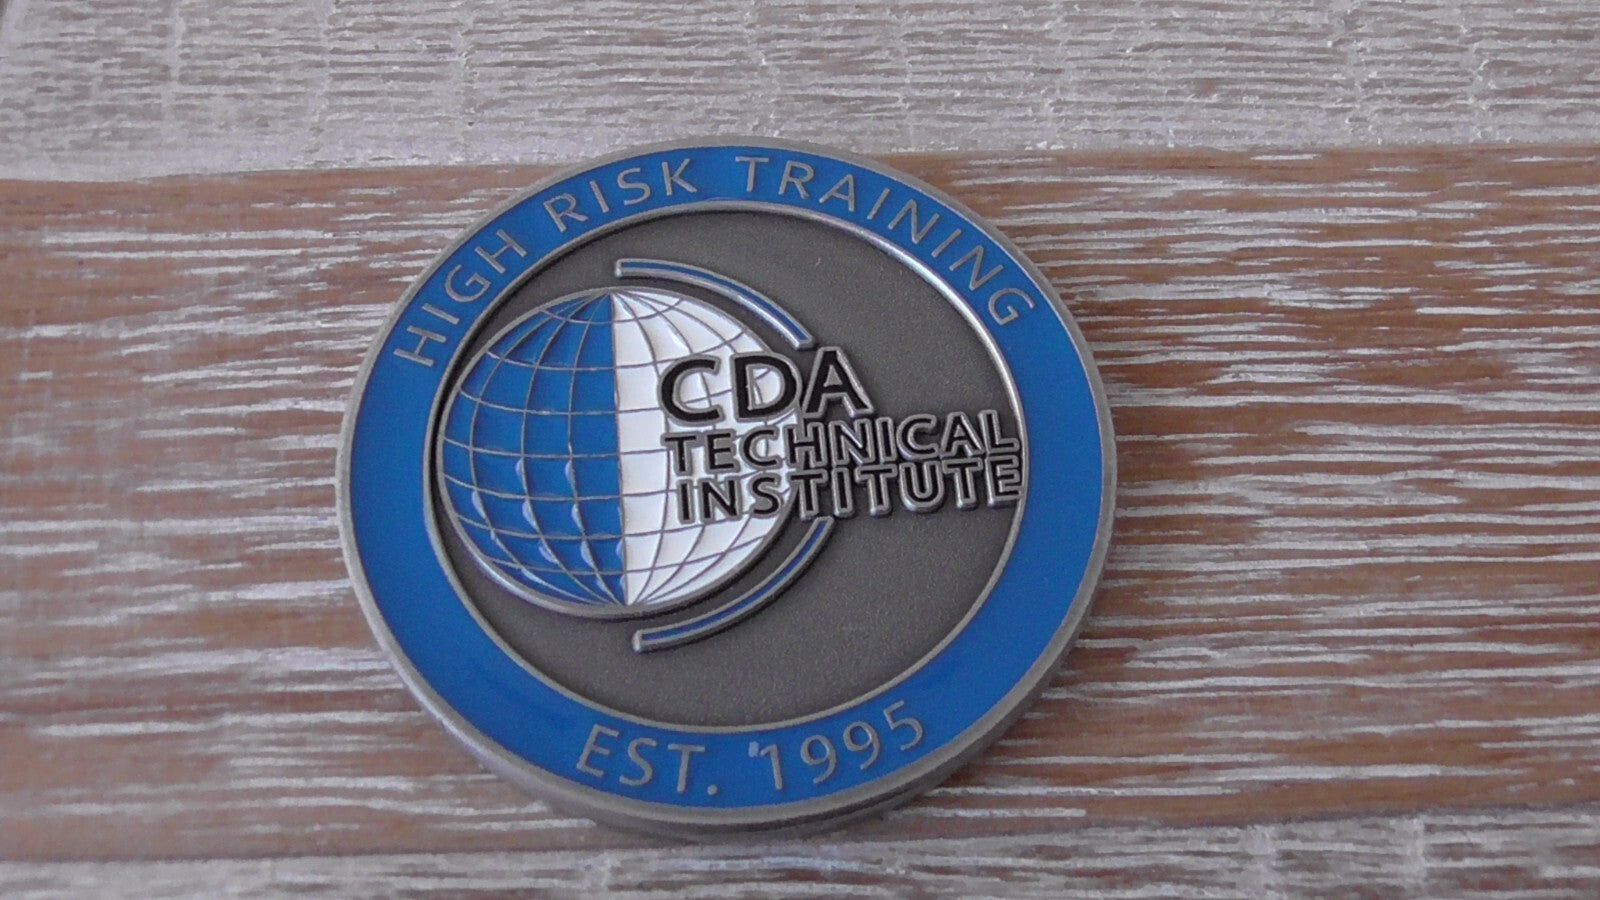 HIGH RISK TRAINING
CDA
TECHNICAL
INSTITUTE
EST. 1995